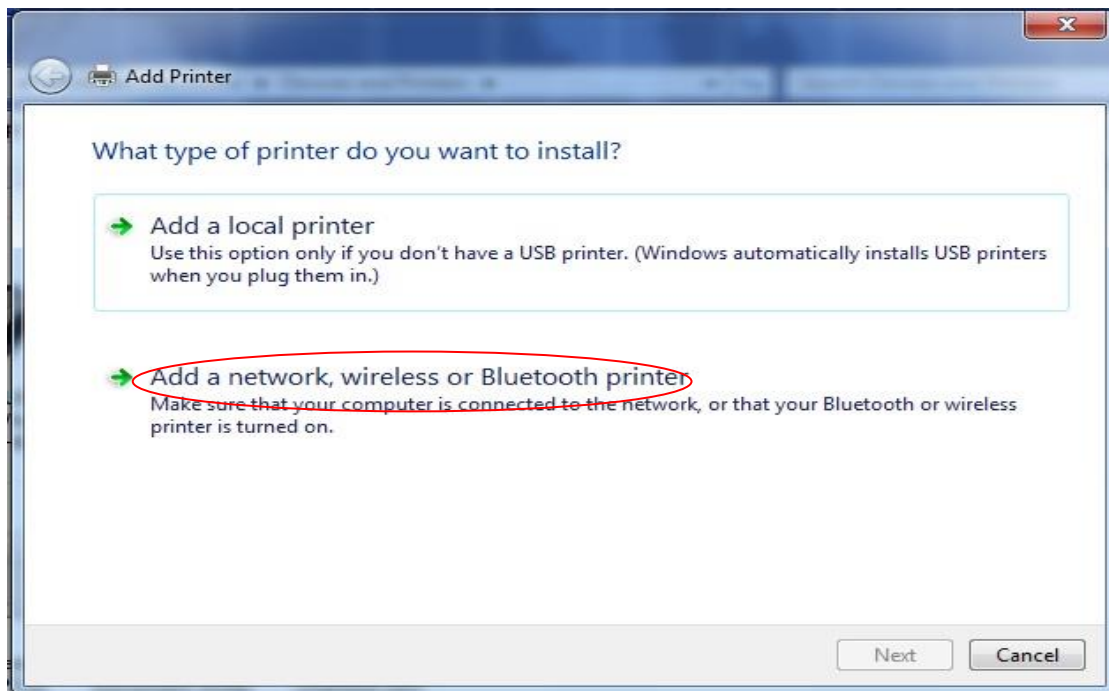 Add Printer
What type of printer do you want to install?
Add a local printer
Use this option only if you don't have a USB printer. (Windows automatically installs USB printers
when you plug them in.)
Add a network, wireless or Bluetooth printer
Make sure that your computer is connected to the network, or that your Bluetooth or wireless
printer is turned on.
Next
Cancel